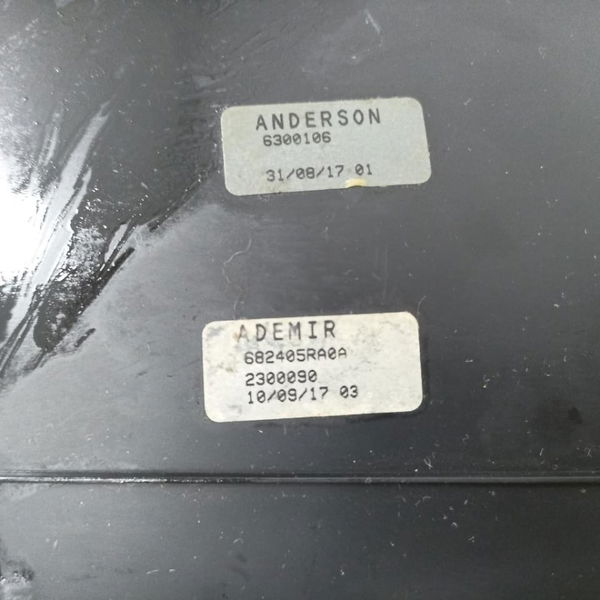 ANDERSON
6300106
31/08/17 01
ADEMIR
682405RA0A
2300090
10/09/17 03